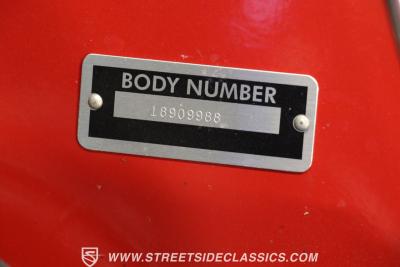 BODY NUMBER
18909988
WWW.STREETSIDECLASSICS.COM